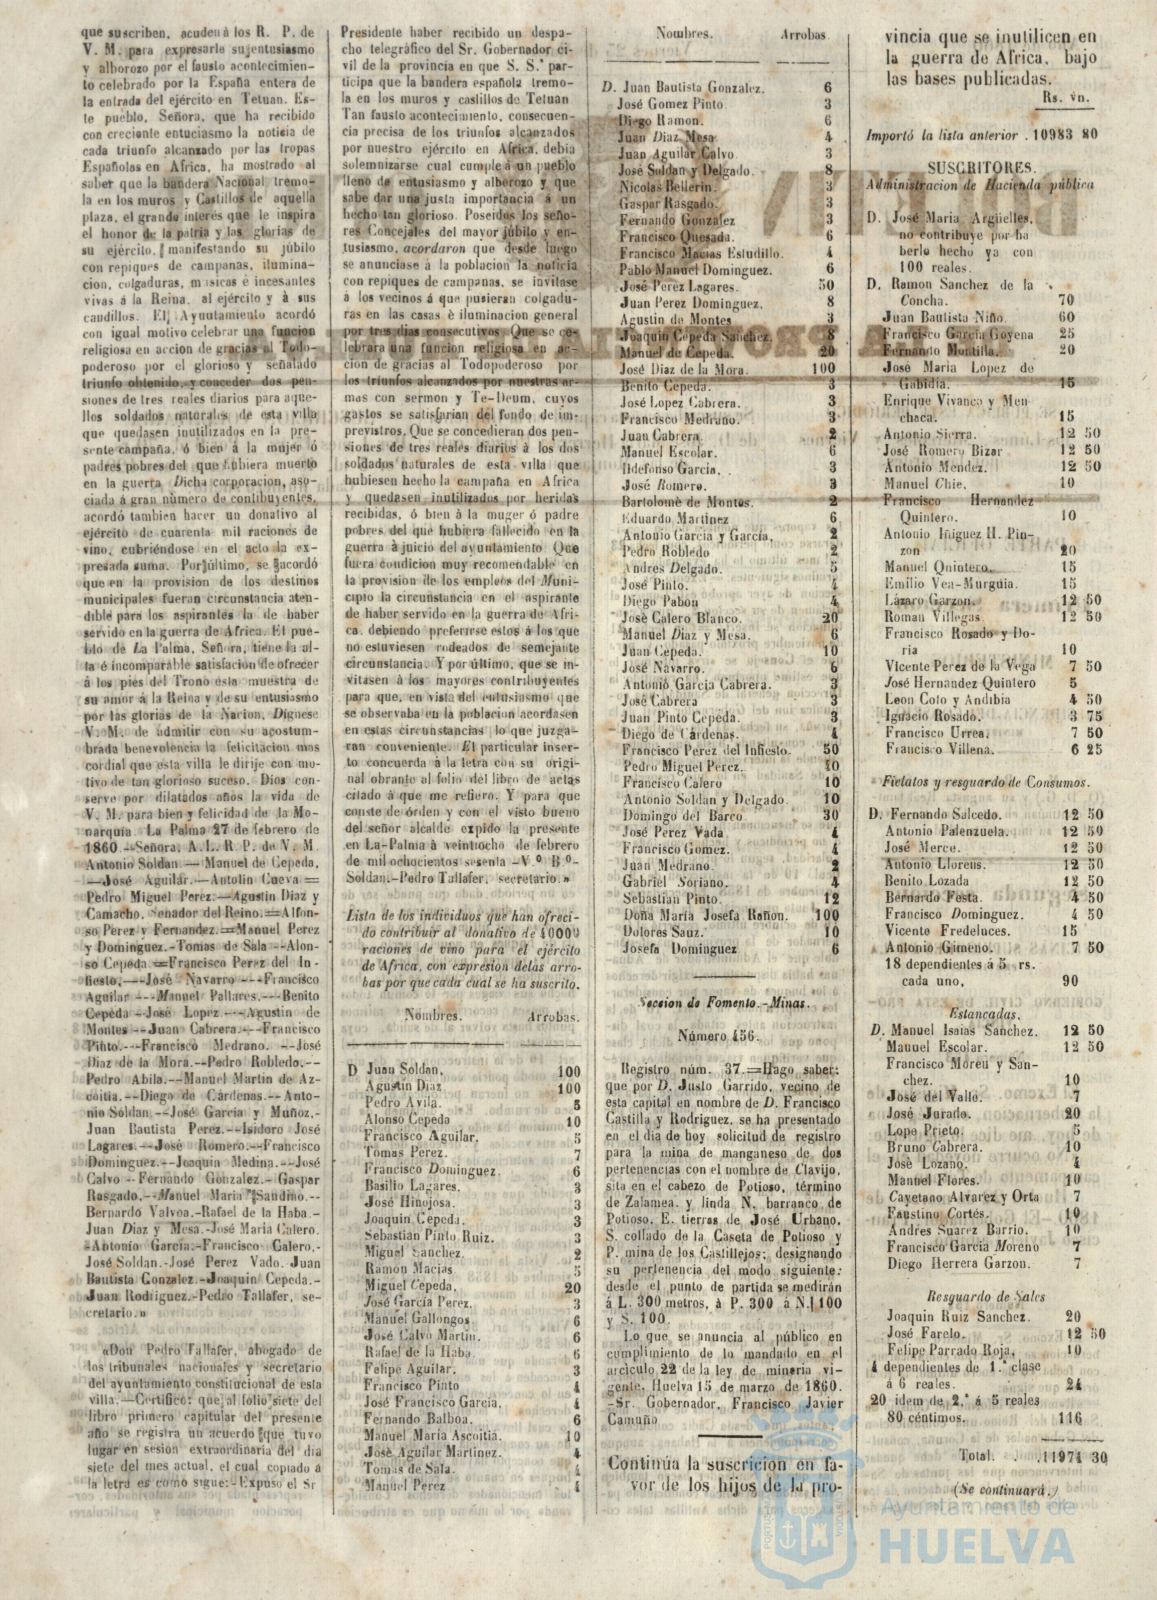 que suscriben, acuden á los R. P. de
V. M. para expresarle su entusiasmo
y alborozo por el fausto acontecimien-
to celebrado por la España entera de
la entrada del ejército en Tetuan. Es-
te pueblo, Señora, que ha recibido
con creciente entuciasmo la noticia de
cada triunfo alcanzado por las tropas
Españolas en Africa, ha mostrado al
saber que la bandera Nacional tremo-
la en los muros y Castillos de aquella
plaza, el grande interés que le inspira
el honor de la patria y las glorias de
su ejército, manifestando su júbilo
con repiques de campanas, ilumina-
cion, colgaduras, músicas é incesantes
vivas á la Reina, al ejército y á sus
caudillos. El Ayuntamiento acordó
con igual motivo celebrar una funcion
religiosa en accion de gracias al Todo-
poderoso por el glorioso y señalado
triunfo obtenido, y conceder dos pen-
siones de tres reales diarios para aque-
llos soldados naturales de esta villa
que quedasen inutilizados en la pre-
sente campaña, ó bien á la mujer ó
padres pobres del que hubiera muerto
en la guerra Dicha corporacion, aso-
ciada á gran número de contibuyentes,
acordó tambien hacer un donativo al
ejército de cuarenta mil raciones de
vino, cubriéndose en el acto la ex-
presada suma. Por último, se acordó
que en la provision de los destinos
municipales fueran circunstancia aten-
dible para los aspirantes la de haber
servido en la guerra de Africa. El pue-
blo de La Palma, Señora, tiene la al-
ta é incomparable satisfacion de ofrecer
á los pies del Trono esta muestra de
su amor á la Reina y de su entusiasmo
por las glorias de la Nacion. Dígnese
V. M. de admitir con su acostum-
brada benevolencia la felicitacion mas
cordial que esta villa le dirije con mo-
tivo de tan glorioso suceso. Dios con-
serve por dilatados años la vida de
V. M. para bien y felicidad de la Mo-
narquía. La Palma 27 de febrero de
1860.—Señora, A. L. R. P. de V. M.
Antonio Soldan. — Manuel de Cepeda,
—José Aguilar.—Antolin Cueva=
Pedro Miguel Perez.—Agustin Diaz y
Camacho, Senador del Reino.=Alfon-
so Perez y Fernandez.=Manuel Perez
y Dominguez.-Tomas de Sala --Alon-
so Cepeda.=Francisco Perez del In-
fiesto.---José Navarro ---Francisco
Aguilar ---Manuel Pallares.---Benito
Cepeda --José Lopez ---Agustin de
Montes --Juan Cabrera.---Francisco
Pinto.---Francisco Medrano. --José
Diaz de la Mora.--Pedro Robledo.--
Pedro Abila.--Manuel Martin de Az-
coitia.--Diego de Cárdenas.--Anto-
nio Soldan.--José Garcia y Muñoz.-
Juan Bautista Perez.--Isidoro José
Lagares.--José Romero.--Francisco
Dominguez.--Joaquin Medina.--José
Calvo -- Fernando Gonzalez.- Gaspar
Rasgado.--Manuel Maria Sandino.--
Bernardo Valvoa.-Rafael de la Haba.-
Juan Diaz y Mesa.-José Maria Calero.
-Antonio Garcia.-Francisco Calero.-
José Soldan.-José Perez Vado. Juan
Bautista Gonzalez.-Joaquin Cepeda.-
Juan Rodriguez.-Pedro Tallafer, se-
cretario.»
«Don Pedro Tallafer, abogado de
los tribunales nacionales y secretario
del ayuntamiento constitucional de esta
villa.—Certifico: que al folio siete del
libro primero capitular del presente
año se registra un acuerdo que tuvo
lugar en sesion extraordinaria del dia
siete del mes actual, el cual copiado á
la letra es como sigue:-Expuso el Sr
Presidente haber recibido un despa-
cho telegráfico del Sr. Gobernador ci-
vil de la provincia en que S. S.ª par-
ticipa que la bandera española tremo-
la en los muros y castillos de Tetuan
Tan fausto acontecimiento, consecuen-
cia precisa de los triunfos alcanzados
por nuestro ejército en Africa, debia
solemnizarse cual cumple á un pueblo
lleno de entusiasmo y alborozo y que
sabe dar una justa importancia á un
hecho tan glorioso. Poseidos los seño-
res Concejales del mayor júbilo y en-
tusiasmo, acordaron que desde luego
se anunciase á la poblacion la noticia
con repiques de campanas, se invitase
á los vecinos á que pusieran colgadu-
ras en las casas é iluminacion general
por tres dias consecutivos Que se ce-
lebrara una funcion religiosa en ac-
cion de gracias al Todopoderoso por
los triunfos alcanzados por nuestras ar-
mas con sermon y Te-Deum, cuyos
gastos se satisfarian del fondo de im-
previstros. Que se concedieran dos pen-
siones de tres reales diarios á los dos
soldados naturales de esta villa que
hubiesen hecho la campaña en Africa
y quedasen inutilizados por heridas
recibidas, ó bien á la muger ó padre
pobres del que hubiera fallecido en la
guerra á juicio del ayuntamiento Que
fuera condicion muy recomendable en
la provision de los empleos del Muni-
cipio la circunstancia en el aspirante
de haber servido en la guerra de Afri-
ca, debiendo preferirse estos á los que
no estuviesen rodeados de semejante
circunstancia. Y por último, que se in-
vitasen á los mayores contribuyentes
para que, en vista del entusiasmo que
se observaba en la poblacion acordasen
en estas circunstancias lo que juzga-
ran conveniente. El particular inser-
to concuerda á la letra con su origi-
nal obrante al folio del libro de actas
citado á que me refiero. Y para que
conste de órden y con el visto bueno
del señor alcalde expido la presente
en La-Palma á veintiocho de febrero
de mil ochocientos sesenta -V.º B.º-
Soldan.-Pedro Tallafer, secretario.»
Lista de los individuos que han ofreci-
do contribuir al donativo de 40000
raciones de vino para el ejército
de Africa, con expresion de las arro-
bas por que cada cual se ha suscrito.
Nombres. Arrobas.
D Juan Soldan, 100
Agustin Diaz 100
Pedro Avila. 5
Alonso Cepeda 10
Francisco Aguilar. 5
Tomas Perez. 7
Francisco Dominguez. 6
Basilio Lagares. 3
José Hinojosa. 3
Joaquin Cepeda. 3
Sebastian Pinto Ruiz. 3
Miguel Sanchez. 2
Ramon Macias 5
Miguel Cepeda, 20
José García Perez. 3
Manuel Gallongos 6
José Calvo Martin. 6
Rafael de la Haba. 6
Felipe Aguilar. 3
Francisco Pinto 4
José Francisco Garcia, 4
Fernando Balboa. 6
Manuel María Ascoitia. 10
José Aguilar Martinez. 4
Tomas de Sala. 4
Manuel Perez 4
Nombres. Arrobas
D. Juan Bautista Gonzalez. 6
José Gomez Pinto 3
Diego Ramon. 6
Juan Diaz Mesa 4
Juan Aguilar Calvo 3
José Soldan y Delgado. 8
Nicolas Bellerin. 3
Gaspar Rasgado. 3
Fernando Gonzalez 3
Francisco Quesada. 6
Francisco Macias Estudillo. 4
Pablo Manuel Dominguez. 6
José Perez Lagares. 50
Juan Perez Dominguez. 8
Agustin de Montes 3
Joaquin Cepeda Sanchez. 8
Manuel de Cepeda. 20
José Diaz de la Mora. 100
Benito Cepeda. 3
José Lopez Cabrera. 3
Francisco Medrano. 3
Juan Cabrera. 2
Manuel Escolar. 6
Ildefonso Garcia. 3
José Romero. 3
Bartolomé de Montes. 2
Eduardo Martinez 6
Antonio Garcia y García, 2
Pedro Robledo 2
Andres Delgado. 5
José Pinto. 4
Diego Pabon 4
José Calero Blanco. 20
Manuel Diaz y Mesa. 6
Juan Cepeda. 10
José Navarro. 6
Antonio Garcia Cabrera. 3
José Cabrera 3
Juan Pinto Cepeda. 3
Diego de Cárdenas. 4
Francisco Perez del Infiesto. 50
Pedro Miguel Perez. 40
Francisco Calero 10
Antonio Soldan y Delgado. 10
Domingo del Barco 30
José Perez Vada 4
Francisco Gomez. 4
Juan Medrano. 2
Gabriel Soriano. 4
Sebastian Pinto. 12
Doña María Josefa Rañon. 100
Dolores Sauz. 10
Josefa Dominguez 6
Seccion de Fomento.-Minas.
Número 456.
Registro núm. 37.=Hago saber:
que por D. Justo Garrido, vecino de
esta capital en nombre de D. Francisco
Castilla y Rodriguez, se ha presentado
en el dia de hoy solicitud de registro
para la mina de manganeso de dos
pertenencias con el nombre de Clavijo,
sita en el cabezo de Potioso, término
de Zalamea, y linda N. barranco de
Potioso, E. tierras de José Urbano,
S. collado de la Caseta de Potioso y
P. mina de los Castillejos; designando
su pertenencia del modo siguiente:
desde el punto de partida se medirán
á L. 300 metros, á P. 300 á N. 100
y S. 100.
Lo que se anuncia al público en
cumplimiento de lo mandado en el
arciculo 22 de la ley de mineria vi-
gente. Huelva 15 de marzo de 1860.
-Sr. Gobernador, Francisco Javier
Camuño
Continúa la suscricion en fa-
vor de los hijos de la pro-
vincia que se inutilicen en
la guerra de Africa, bajo
las bases publicadas.
Rs. vn.
Importó la lista anterior . 10983 80
SUSCRITORES.
Administracion de Hacienda pública
D. José Maria Argüelles,
no contribuye por ha
berlo hecho ya con
100 reales.
D. Ramon Sanchez de la
Concha. 70
Juan Bautista Niño. 60
Francisco García Goyena 25
Fernando Montilla. 20
José María Lopez de
Gabidia. 15
Enrique Vivanco y Men
chaca. 15
Antonio Sierra. 12 50
José Romero Bizar 12 50
Antonio Mendez. 12 50
Manuel Chie. 10
Francisco Hernandez
Quintero. 10
Antonio Iñiguez H. Pin-
zon 20
Manuel Quintero. 15
Emilio Vea-Murguia. 15
Lázaro Garzon. 12 50
Roman Villegas 12 50
Francisco Rosado y Do-
ria 10
Vicente Perez de la Vega 7 50
José Hernandez Quintero 5
Leon Colo y Andibia 4 50
Ignacio Rosado. 3 75
Francisco Urrea. 7 50
Francisco Villena. 6 25
Fielatos y resguardo de Consumos.
D. Fernando Salcedo. 12 50
Antonio Palenzuela. 12 50
José Merce. 12 50
Antonio Llorens. 12 50
Benito Lozada 12 50
Bernardo Festa. 4 50
Francisco Dominguez. 4 50
Vicente Fredeluces. 15
Antonio Gimeno. 7 50
18 dependientes á 5 rs.
cada uno, 90
Estancadas.
D. Manuel Isaias Sanchez. 12 50
Manuel Escolar. 12 50
Francisco Moreu y San-
chez. 10
José del Valle. 7
José Jurado. 20
Lope Prieto. 5
Bruno Cabrera. 10
José Lozano. 4
Manuel Flores. 10
Cayetano Alvarez y Orta 7
Faustino Cortés. 10
Andres Suarez Barrio. 10
Francisco Garcia Moreno 7
Diego Herrera Garzon. 7
Resguardo de Sales
Joaquin Ruiz Sanchez. 20
José Farelo. 12 50
Felipe Parrado Roja, 10
4 dependientes de 1.ª clase
á 6 reales. 24
20 idem de 2.ª á 5 reales
80 céntimos. 116
Total. . .11971 30
(Se continuará.)
Ayuntamiento de
HUELVA